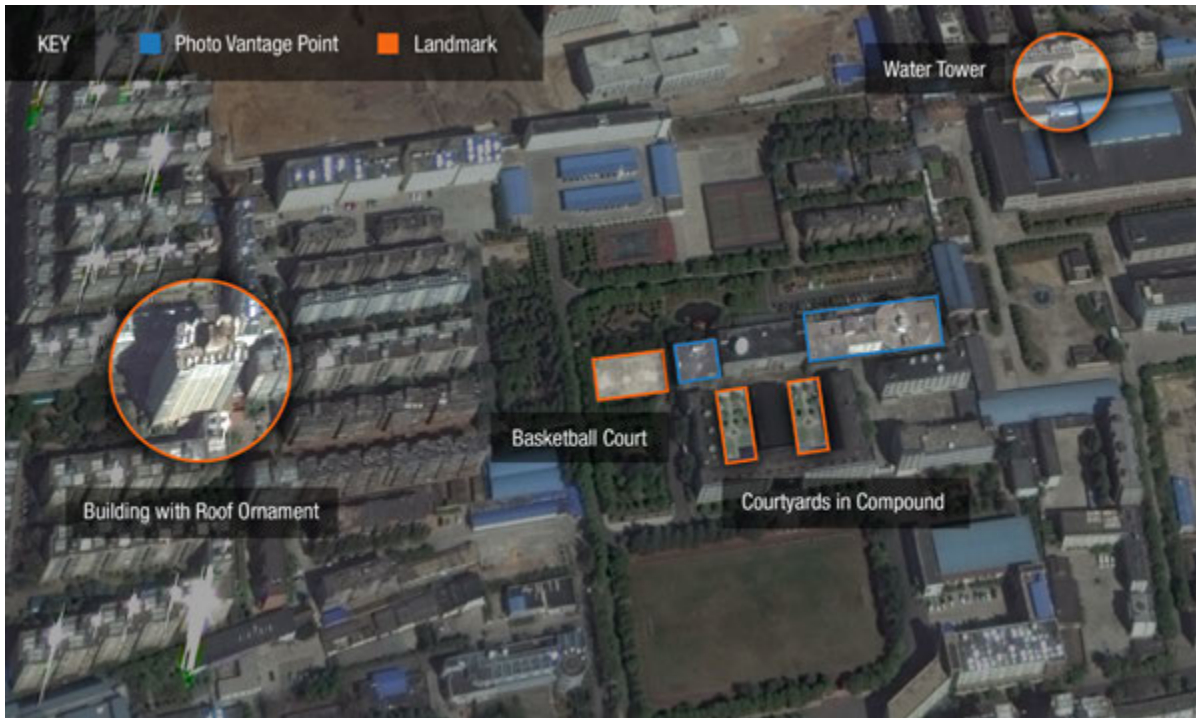 KEY
Photo Vantage Point
Landmark
Water Tower
Basketball Court
Courtyards in Compound
Building with Roof Ornament